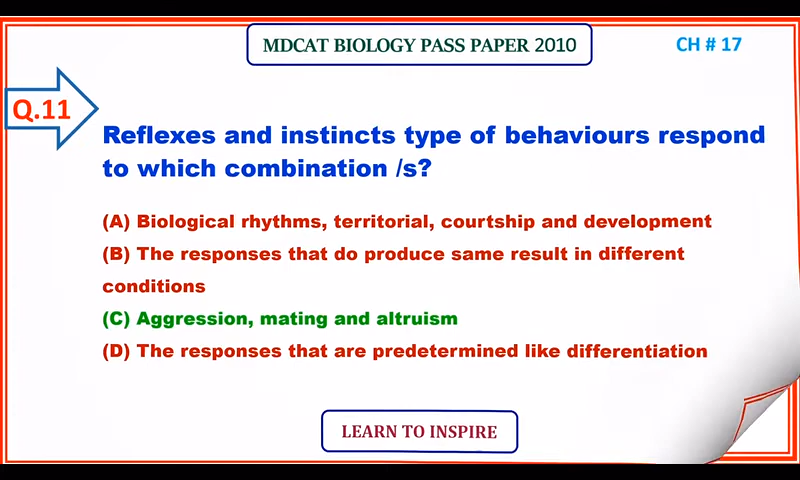 MDCAT BIOLOGY PASS PAPER 2010
CH # 17
Q.11
Reflexes and instincts type of behaviours respond
to which combination /s?
(A) Biological rhythms, territorial, courtship and development
(B) The responses that do produce same result in different
conditions
(C) Aggression, mating and altruism
(D) The responses that are predetermined like differentiation
LEARN TO INSPIRE